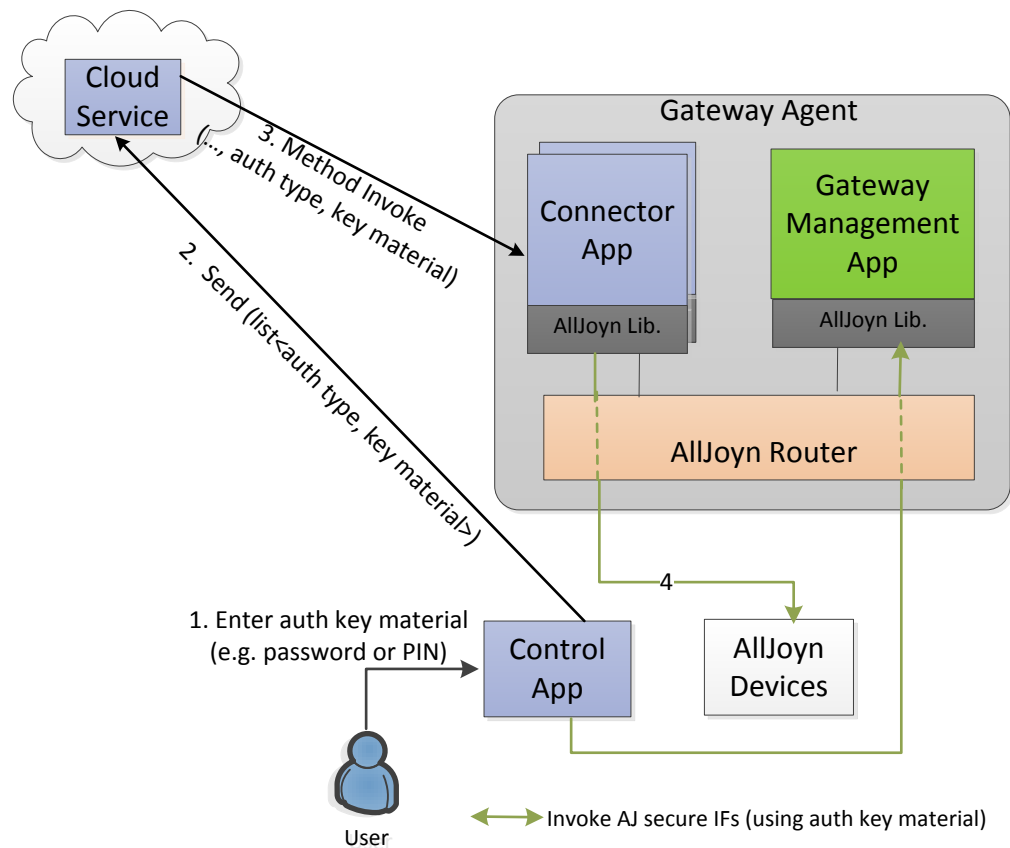 Cloud
Service
Gateway Agent
3. Method Invoke
(…, auth type, key material)
Connector
App
AllJoyn Lib.
Gateway
Management
App
AllJoyn Lib.
2.  Send (list<auth type, key material>)
AllJoyn Router
4
1. Enter auth key material
(e.g. password or PIN)
Control
App
AllJoyn
Devices
User
Invoke AJ secure IFs (using auth key material)